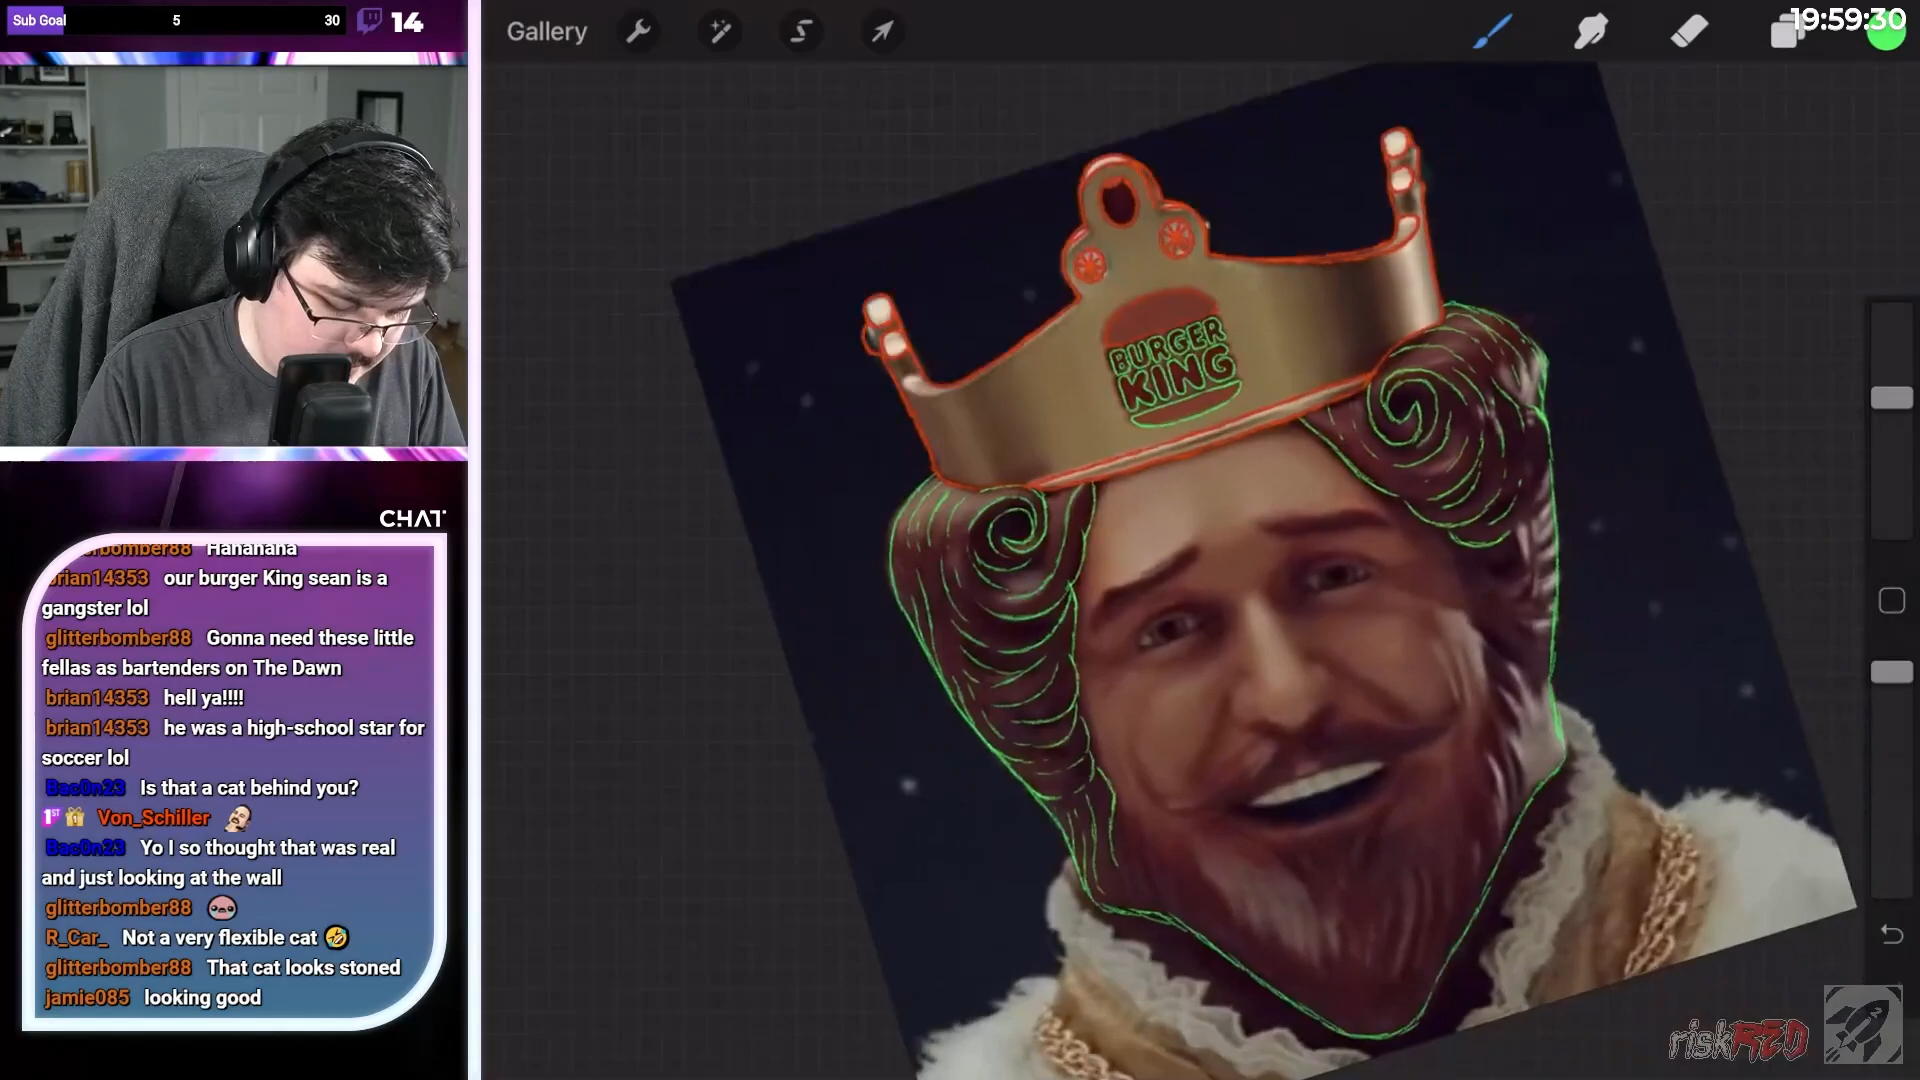 Sub Goal 5 30 14
Gallery
19:59:30
BURGER
KING
CHAT
Hahahaha
brian14353 our burger King sean is a
gangster lol
glitterbomber88 Gonna need these little
fellas as bartenders on The Dawn
brian14353 hell ya!!!!
brian14353 he was a high-school star for
soccer lol
Bac0n23 Is that a cat behind you?
1ST Von_Schiller
Bac0n23 Yo I so thought that was real
and just looking at the wall
glitterbomber88
R_Car_ Not a very flexible cat 🤣
glitterbomber88 That cat looks stoned
jamie085 looking good
riskRED